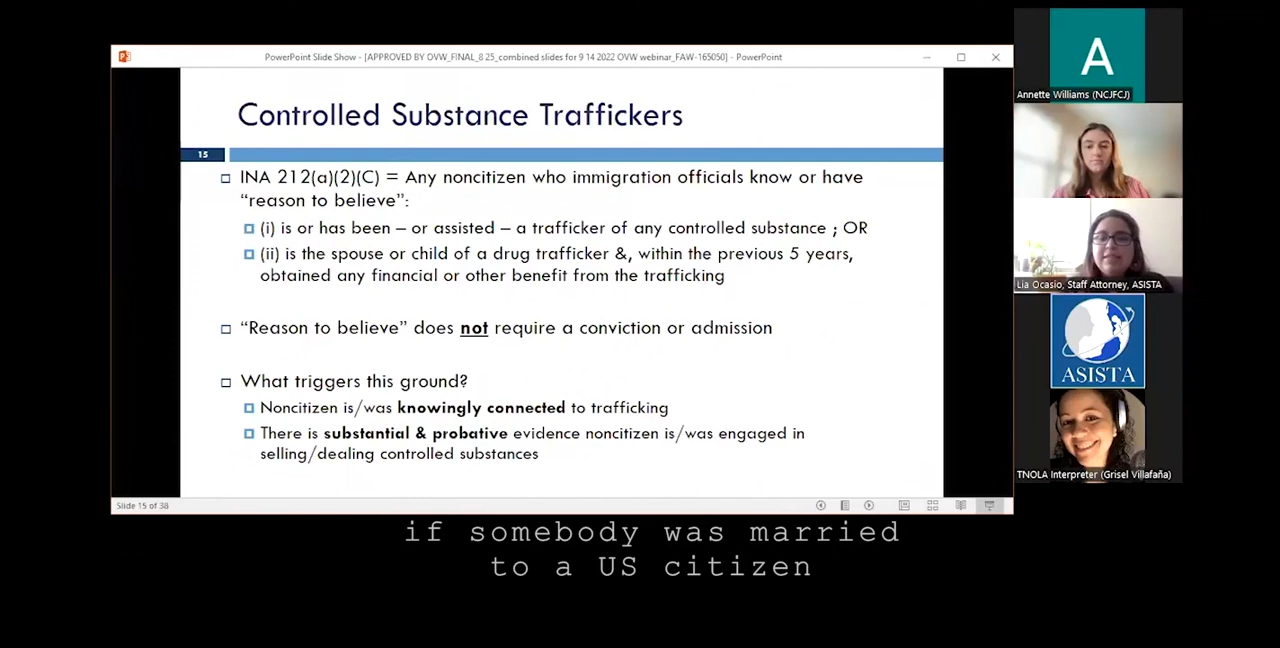 PowerPoint Slide Show - [APPROVED BY OVW_FINAL_8 25_combined slides for 9 14 2022 OVW webinar_FAW-165050] - PowerPoint
Controlled Substance Traffickers
15
INA 212(a)(2)(C) = Any noncitizen who immigration officials know or have
“reason to believe”:
(i) is or has been – or assisted – a trafficker of any controlled substance ; OR
(ii) is the spouse or child of a drug trafficker &, within the previous 5 years,
obtained any financial or other benefit from the trafficking
“Reason to believe” does not require a conviction or admission
What triggers this ground?
Noncitizen is/was knowingly connected to trafficking
There is substantial & probative evidence noncitizen is/was engaged in
selling/dealing controlled substances
Slide 15 of 38
A
Annette Williams (NCJFCJ)
Lia Ocasio, Staff Attorney, ASISTA
ASISTA
TNOLA Interpreter (Grisel Villafaña)
if somebody was married
to a US citizen